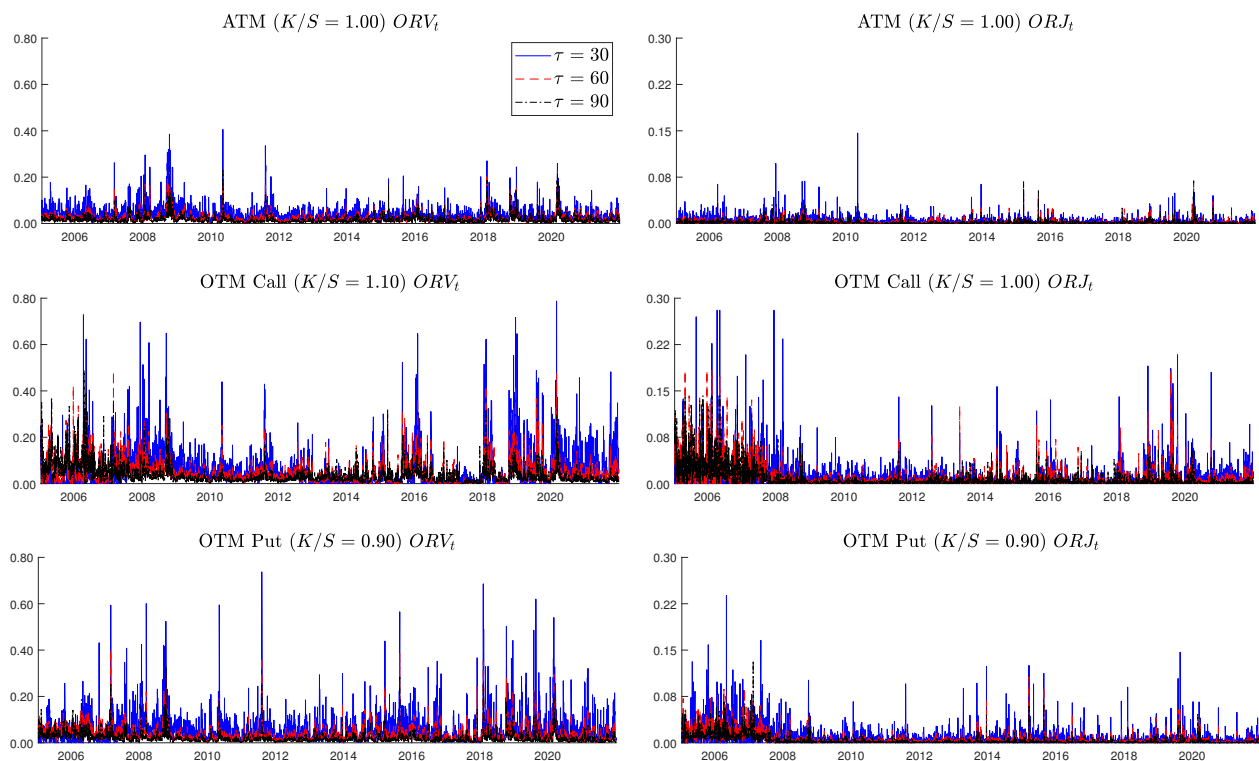 ATM (K/S = 1.00) ORV_t
0.80
0.60
0.40
0.20
0.00
2006 2008 2010 2012 2014 2016 2018 2020
τ = 30
τ = 60
τ = 90
ATM (K/S = 1.00) ORJ_t
0.30
0.22
0.15
0.08
0.00
2006 2008 2010 2012 2014 2016 2018 2020
OTM Call (K/S = 1.10) ORV_t
0.80
0.60
0.40
0.20
0.00
2006 2008 2010 2012 2014 2016 2018 2020
OTM Call (K/S = 1.00) ORJ_t
0.30
0.22
0.15
0.08
0.00
2006 2008 2010 2012 2014 2016 2018 2020
OTM Put (K/S = 0.90) ORV_t
0.80
0.60
0.40
0.20
0.00
2006 2008 2010 2012 2014 2016 2018 2020
OTM Put (K/S = 0.90) ORJ_t
0.30
0.22
0.15
0.08
0.00
2006 2008 2010 2012 2014 2016 2018 2020